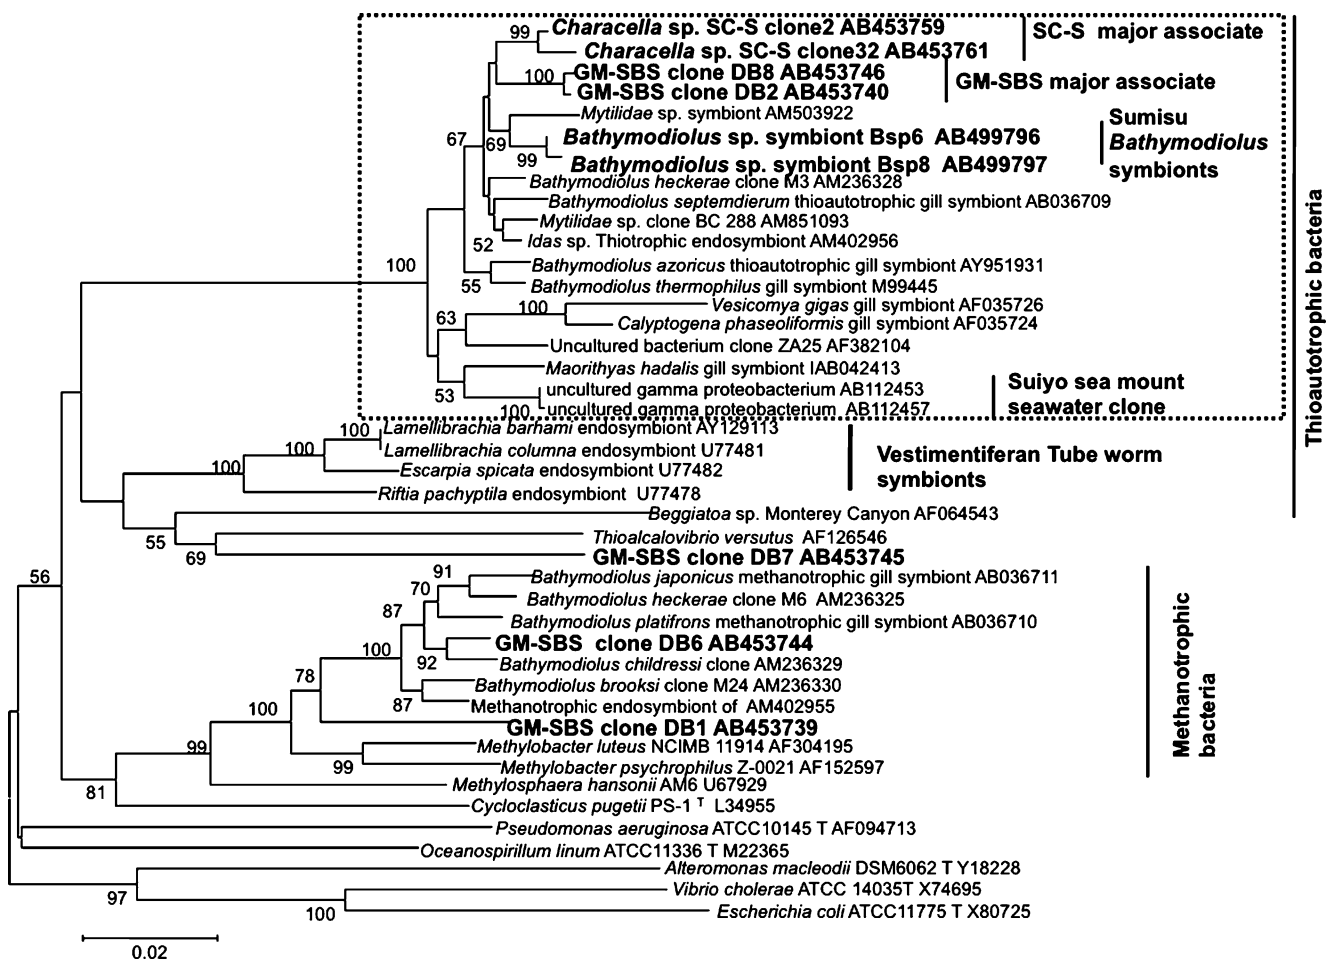 99
Characella sp. SC-S clone2 AB453759
Characella sp. SC-S clone32 AB453761
SC-S major associate
100
GM-SBS clone DB8 AB453746
GM-SBS clone DB2 AB453740
GM-SBS major associate
Mytilidae sp. symbiont AM503922
67
69
Bathymodiolus sp. symbiont Bsp6 AB499796
99
Bathymodiolus sp. symbiont Bsp8 AB499797
Sumisu
Bathymodiolus
symbionts
Bathymodiolus heckerae clone M3 AM236328
Bathymodiolus septemdierum thioautotrophic gill symbiont AB036709
Mytilidae sp. clone BC 288 AM851093
52
Idas sp. Thiotrophic endosymbiont AM402956
100
Bathymodiolus azoricus thioautotrophic gill symbiont AY951931
55
Bathymodiolus thermophilus gill symbiont M99445
100
Vesicomya gigas gill symbiont AF035726
63
Calyptogena phaseoliformis gill symbiont AF035724
Uncultured bacterium clone ZA25 AF382104
Maorithyas hadalis gill symbiont IAB042413
53
uncultured gamma proteobacterium AB112453
100
uncultured gamma proteobacterium AB112457
Suiyo sea mount
seawater clone
Thioautotrophic bacteria
100
Lamellibrachia barhami endosymbiont AY129113
100
Lamellibrachia columna endosymbiont U77481
100
Escarpia spicata endosymbiont U77482
Riftia pachyptila endosymbiont U77478
Vestimentiferan Tube worm
symbionts
Beggiatoa sp. Monterey Canyon AF064543
55
Thioalcalovibrio versutus AF126546
69
GM-SBS clone DB7 AB453745
56
91
Bathymodiolus japonicus methanotrophic gill symbiont AB036711
70
Bathymodiolus heckerae clone M6 AM236325
87
Bathymodiolus platifrons methanotrophic gill symbiont AB036710
100
GM-SBS clone DB6 AB453744
92
Bathymodiolus childressi clone AM236329
78
Bathymodiolus brooksi clone M24 AM236330
87
Methanotrophic endosymbiont of AM402955
100
GM-SBS clone DB1 AB453739
99
Methylobacter luteus NCIMB 11914 AF304195
99
Methylobacter psychrophilus Z-0021 AF152597
Methylosphaera hansonii AM6 U67929
81
Cycloclasticus pugetii PS-1 T L34955
Methanotrophic
bacteria
Pseudomonas aeruginosa ATCC10145 T AF094713
Oceanospirillum linum ATCC11336 T M22365
Alteromonas macleodii DSM6062 T Y18228
97
Vibrio cholerae ATCC 14035T X74695
100
Escherichia coli ATCC11775 T X80725
0.02